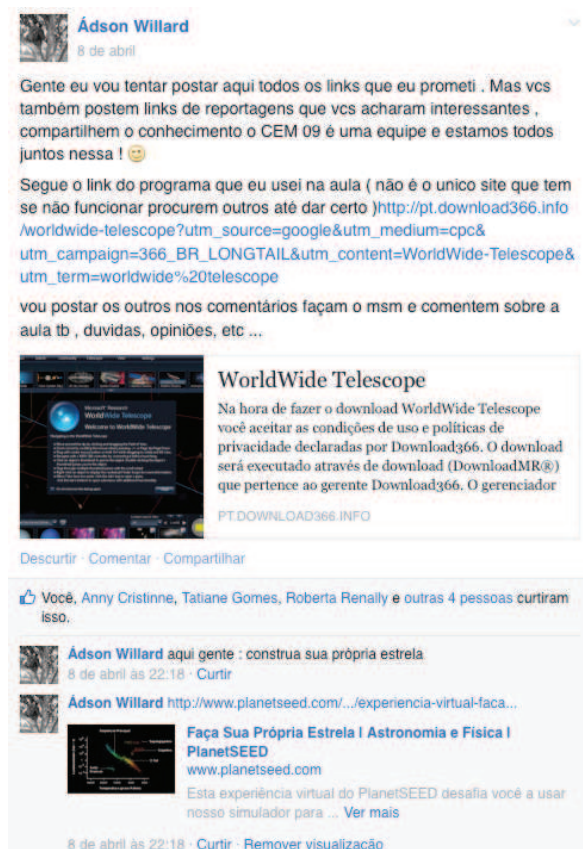 Ádson Willard
8 de abril
Gente eu vou tentar postar aqui todos os links que eu prometi . Mas vcs
também postem links de reportagens que vcs acharam interessantes ,
compartilhem o conhecimento o CEM 09 é uma equipe e estamos todos
juntos nessa !
Segue o link do programa que eu usei na aula ( não é o unico site que tem
se não funcionar procurem outros até dar certo )http://pt.download366.info
/worldwide-telescope?utm_source=google&utm_medium=cpc&
utm_campaign=366_BR_LONGTAIL&utm_content=WorldWide-Telescope&
utm_term=worldwide%20telescope
vou postar os outros nos comentários façam o msm e comentem sobre a
aula tb , duvidas, opiniões, etc ...
Microsoft Research
WorldWide Telescope
Welcome to WorldWide Telescope
WorldWide Telescope
Na hora de fazer o download WorldWide Telescope
você aceitar as condições de uso e políticas de
privacidade declaradas por Download366. O download
será executado através de download (DownloadMR®)
que pertence ao gerente Download366. O gerenciador
PT.DOWNLOAD366.INFO
Descurtir · Comentar · Compartilhar
Você, Anny Cristinne, Tatiane Gomes, Roberta Renally e outras 4 pessoas curtiram
isso.
Ádson Willard aqui gente : construa sua pròpria estrela
8 de abril às 22:18 · Curtir
Ádson Willard http://www.planetseed.com/.../experiencia-virtual-faca...
Faça Sua Própria Estrela | Astronomia e Física |
PlanetSEED
www.planetseed.com
Esta experiência virtual do PlanetSEED desafia você a usar
nosso simulador para ... Ver mais
8 de abril às 22:18 · Curtir · Remover visualização